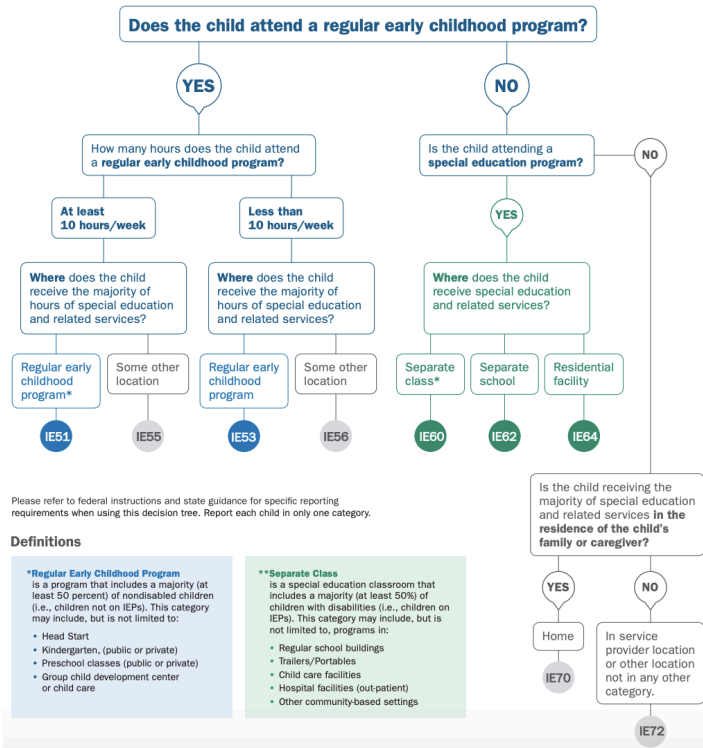 Does the child attend a regular early childhood program?
YES
NO
How many hours does the child attend
a regular early childhood program?
Is the child attending a
special education program?
NO
At least
10 hours/week
Less than
10 hours/week
YES
Where does the child
receive the majority of
hours of special education
and related services?
Where does the child
receive the majority of
hours of special education
and related services?
Where does the child
receive special education
and related services?
Regular early
childhood
program*
Some other
location
Regular early
childhood
program
Some other
location
Separate
class*
Separate
school
Residential
facility
IE51
IE55
IE53
IE56
IE60
IE62
IE64
Is the child receiving the
majority of special education
and related services in the
residence of the child's
family or caregiver?
YES
NO
Home
In service
provider location
or other location
not in any other
category.
IE70
IE72
Please refer to federal instructions and state guidance for specific reporting
requirements when using this decision tree. Report each child in only one category.
Definitions
*Regular Early Childhood Program
is a program that includes a majority (at
least 50 percent) of nondisabled children
(i.e., children not on IEPs). This category
may include, but is not limited to:
• Head Start
• Kindergarten, (public or private)
• Preschool classes (public or private)
• Group child development center
or child care
**Separate Class
is a special education classroom that
includes a majority (at least 50%) of
children with disabilities (i.e., children on
IEPs). This category may include, but is
not limited to, programs in:
• Regular school buildings
• Trailers/Portables
• Child care facilities
• Hospital facilities (out-patient)
• Other community-based settings